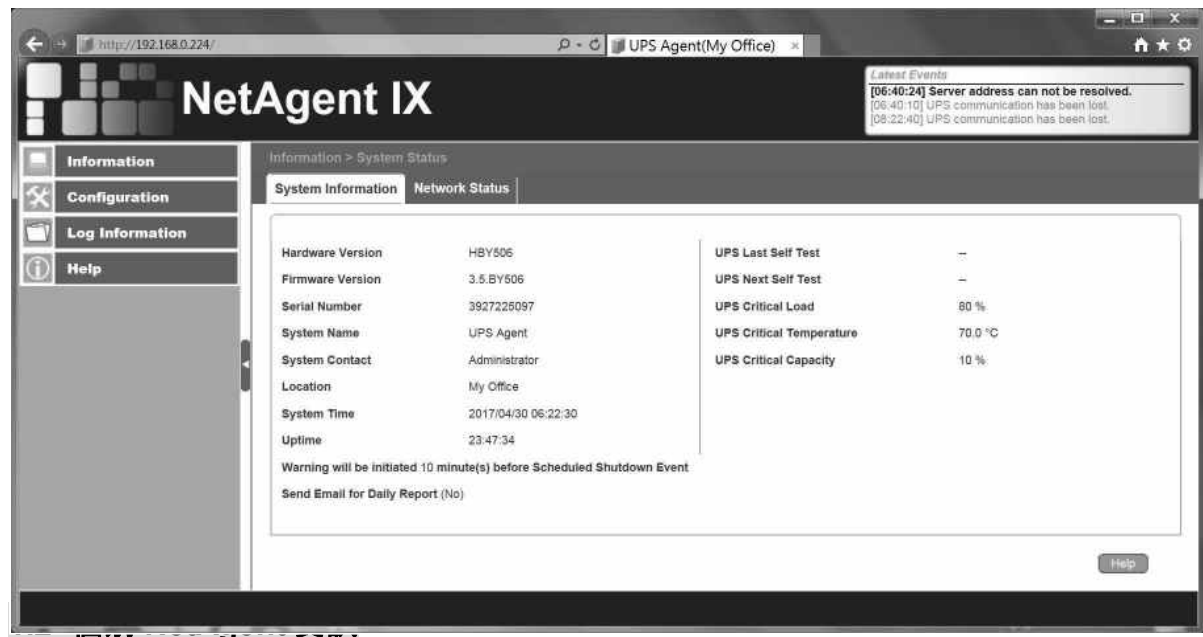 http://192.168.0.224/
UPS Agent(My Office)
NetAgent IX
Latest Events
[06:40:24] Server address can not be resolved.
[06:40:10] UPS communication has been lost.
[08:22:40] UPS communication has been lost.
Information
Configuration
Log Information
Help
Information > System Status
System Information
Network Status
Hardware Version HBY506
Firmware Version 3.5.BY506
Serial Number 3927225097
System Name UPS Agent
System Contact Administrator
Location My Office
System Time 2017/04/30 06:22:30
Uptime 23:47:34
Warning will be initiated 10 minute(s) before Scheduled Shutdown Event
Send Email for Daily Report (No)
UPS Last Self Test --
UPS Next Self Test --
UPS Critical Load 80 %
UPS Critical Temperature 70.0 °C
UPS Critical Capacity 10 %
Help